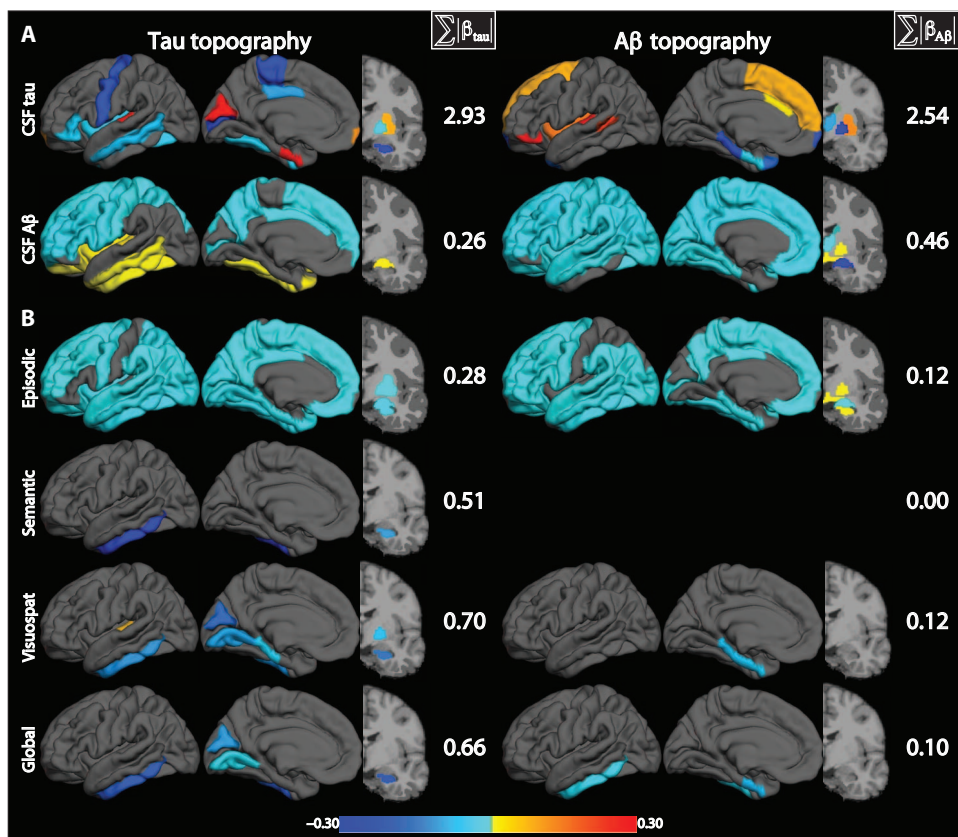 A
Tau topography
∑|βtau|
Aβ topography
∑|βAβ|
CSF tau
2.93
2.54
CSF Aβ
0.26
0.46
B
Episodic
0.28
0.12
Semantic
0.51
0.00
Visuospat
0.70
0.12
Global
0.66
0.10
−0.30
0.30